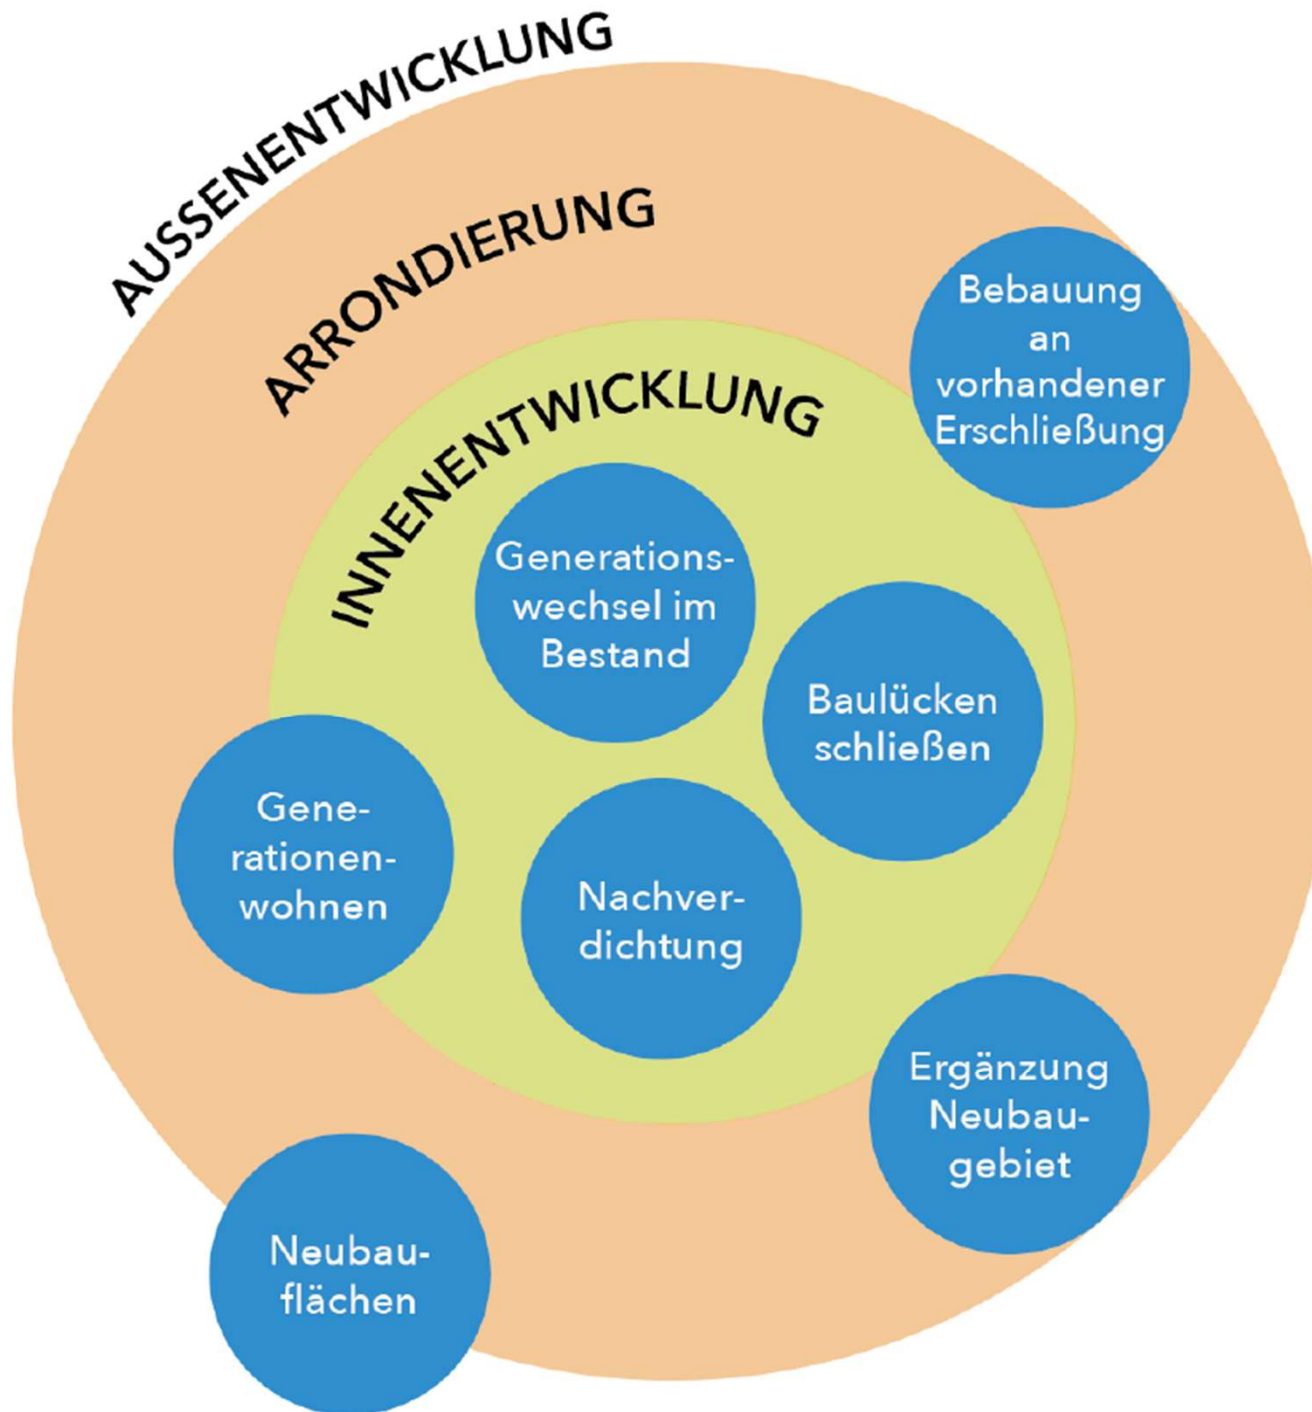 AUSSENENTWICKLUNG
ARRONDIERUNG
INNENENTWICKLUNG
Bebauung
an
vorhandener
Erschließung
Generations-
wechsel im
Bestand
Baulücken
schließen
Gene-
rationen-
wohnen
Nachver-
dichtung
Ergänzung
Neubau-
gebiet
Neubau-
flächen